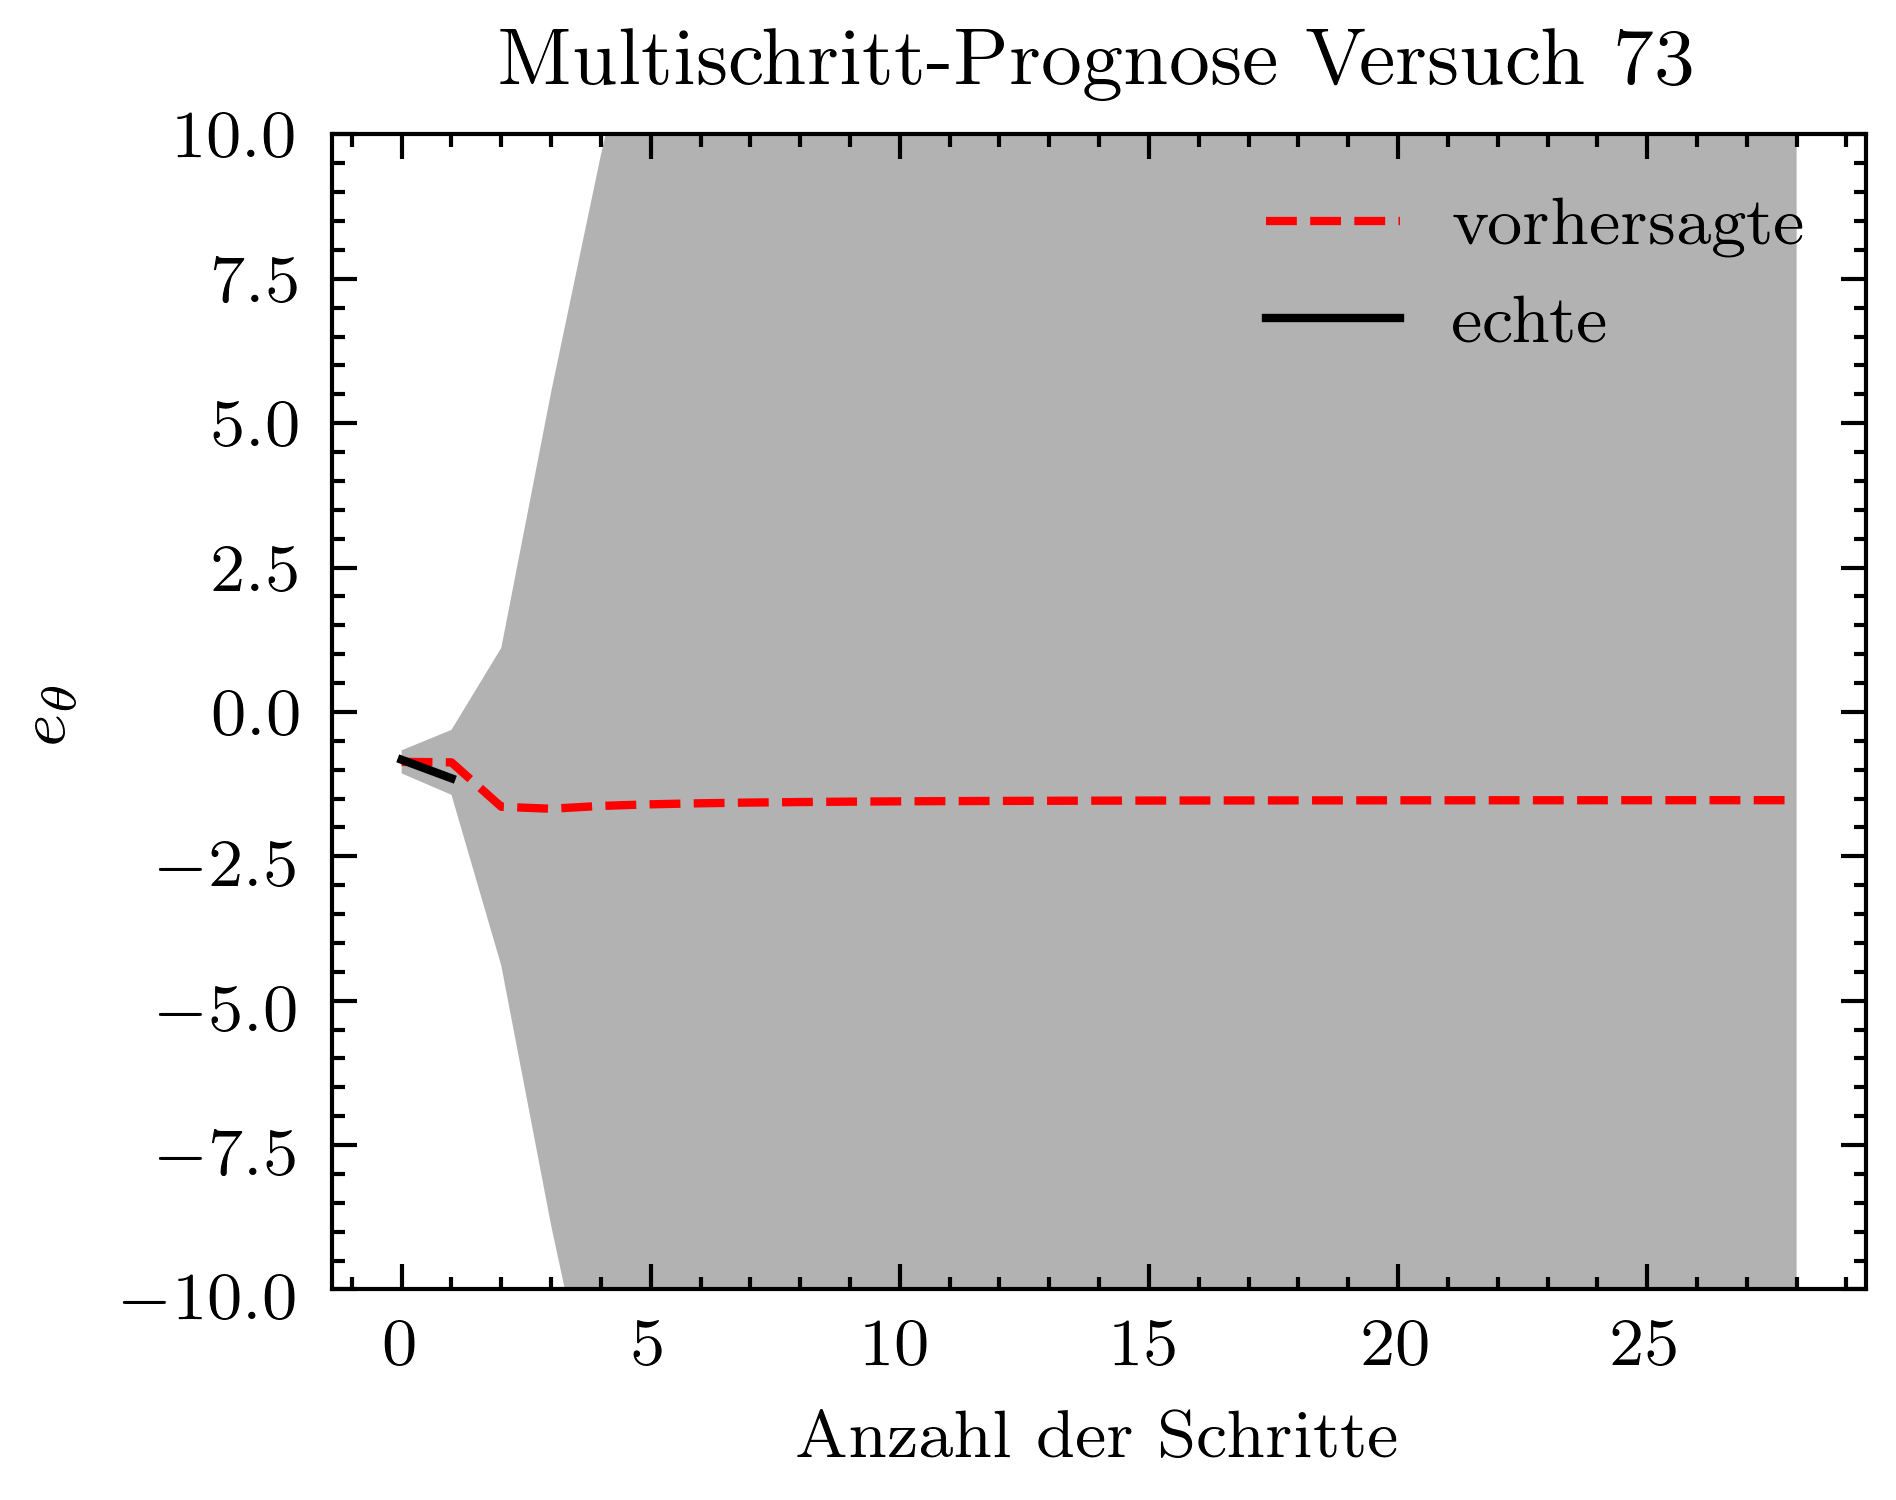 Multischritt-Prognose Versuch 73
10.0
7.5
5.0
2.5
0.0
−2.5
−5.0
−7.5
−10.0
e_θ
vorhersagte
echte
0 5 10 15 20 25
Anzahl der Schritte